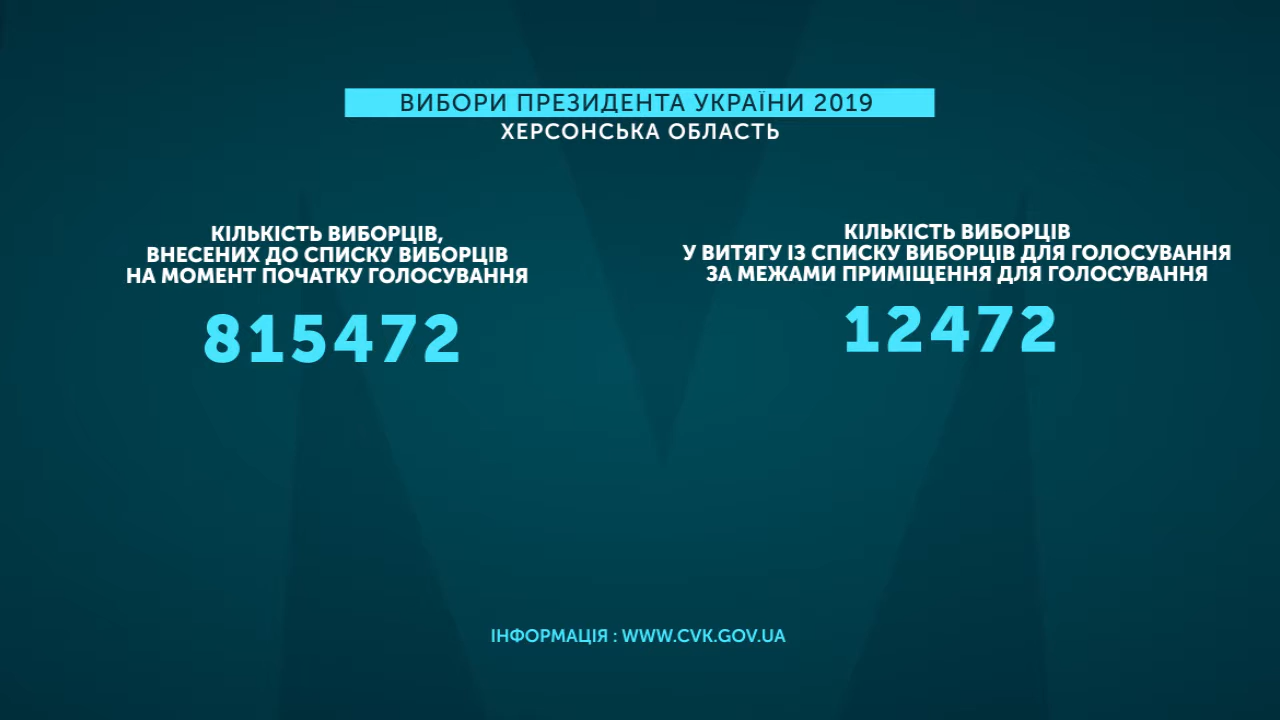 ВИБОРИ ПРЕЗИДЕНТА УКРАЇНИ 2019
ХЕРСОНСЬКА ОБЛАСТЬ
КІЛЬКІСТЬ ВИБОРЦІВ,
ВНЕСЕНИХ ДО СПИСКУ ВИБОРЦІВ
НА МОМЕНТ ПОЧАТКУ ГОЛОСУВАННЯ
815472
КІЛЬКІСТЬ ВИБОРЦІВ
У ВИТЯГУ ІЗ СПИСКУ ВИБОРЦІВ ДЛЯ ГОЛОСУВАННЯ
ЗА МЕЖАМИ ПРИМІЩЕННЯ ДЛЯ ГОЛОСУВАННЯ
12472
ІНФОРМАЦІЯ : WWW.CVK.GOV.UA